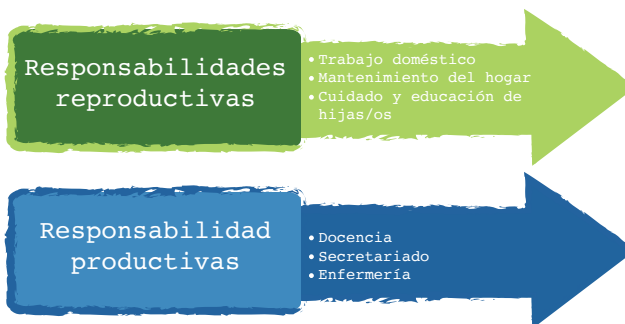 Responsabilidades
reproductivas
• Trabajo doméstico
• Mantenimiento del hogar
• Cuidado y educación de
hijas/os
Responsabilidad
productivas
• Docencia
• Secretariado
• Enfermería